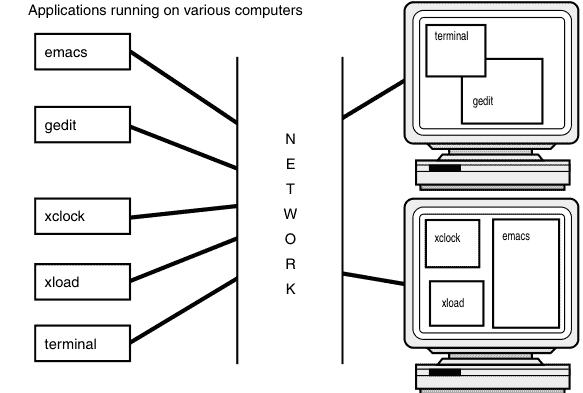 Applications running on various computers
emacs
gedit
xclock
xload
terminal
N
E
T
W
O
R
K
terminal
gedit
xclock
emacs
xload